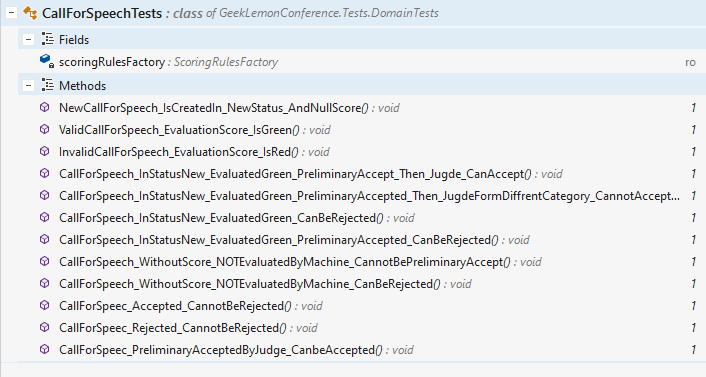 CallForSpeechTests : class of GeekLemonConference.Tests.DomainTests
Fields
scoringRulesFactory : ScoringRulesFactory ro
Methods
NewCallForSpeech_IsCreatedIn_NewStatus_AndNullScore() : void 1
ValidCallForSpeech_EvaluationScore_IsGreen() : void 1
InvalidCallForSpeech_EvaluationScore_IsRed() : void 1
CallForSpeech_InStatusNew_EvaluatedGreen_PreliminaryAccept_Then_Jugde_CanAccept() : void 1
CallForSpeech_InStatusNew_EvaluatedGreen_PreliminaryAccepted_Then_JugdeFormDiffrentCategory_CannotAccept... 1
CallForSpeech_InStatusNew_EvaluatedGreen_CanBeRejected() : void 1
CallForSpeech_InStatusNew_EvaluatedGreen_PreliminaryAccepted_CanBeRejected() : void 1
CallForSpeech_WithoutScore_NOTEvaluatedByMachine_CannotBePreliminaryAccept() : void 1
CallForSpeech_WithoutScore_NOTEvaluatedByMachine_CanBeRejected() : void 1
CallForSpeec_Accepted_CannotBeRejected() : void 1
CallForSpeec_Rejected_CannotBeRejected() : void 1
CallForSpeec_PreliminaryAcceptedByJudge_CanbeAccepted() : void 1